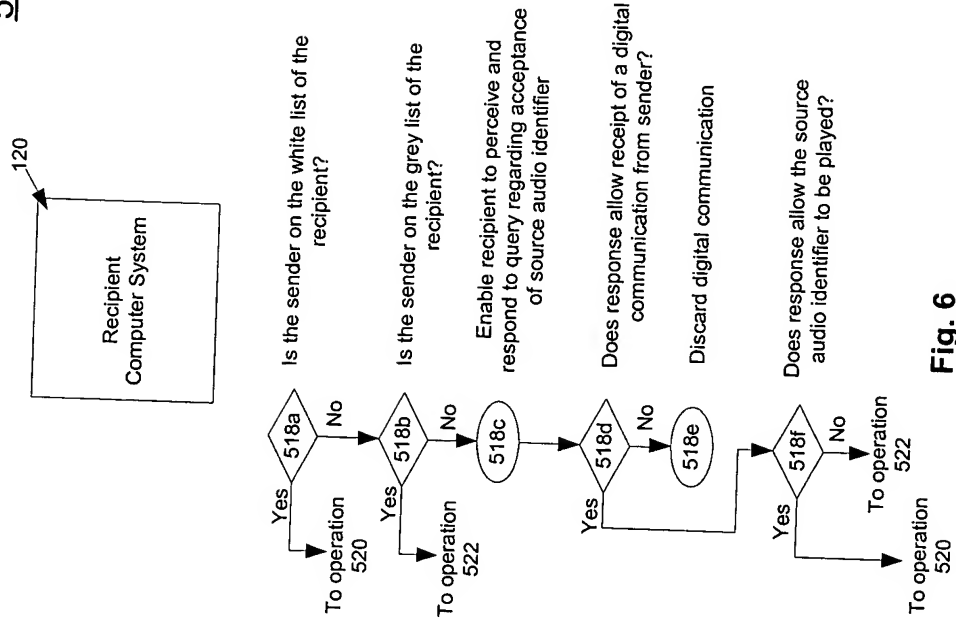 120
Recipient
Computer System
518a
Is the sender on the white list of the
recipient?
Yes
No
To operation
520
518b
Is the sender on the grey list of the
recipient?
Yes
No
To operation
522
518c
Enable recipient to perceive and
respond to query regarding acceptance
of source audio identifier
518d
Does response allow receipt of a digital
communication from sender?
Yes
No
518e
Discard digital communication
518f
Does response allow the source
audio identifier to be played?
Yes
No
To operation
522
To operation
520
Fig. 6